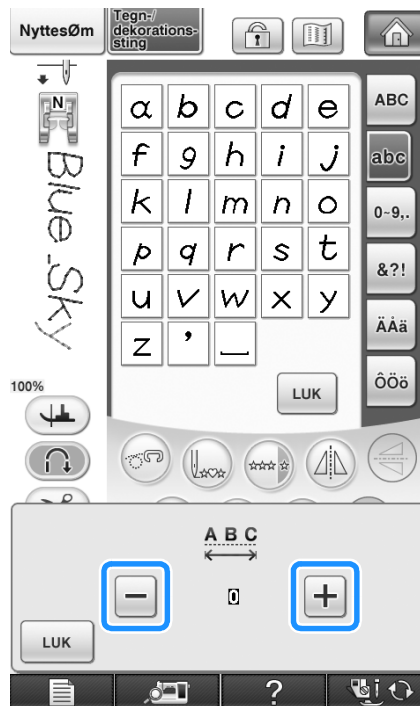 NyttesØm
Tegn-/
dekorations-
sting
N
Blue_Sky
a b c d e
f g h i j
k l m n o
p q r s t
u v w x y
z ' _
ABC
abc
0~9,.
&?!
ÄÅä
ÔÖö
LUK
100%
A B C
− 0 +
LUK
?